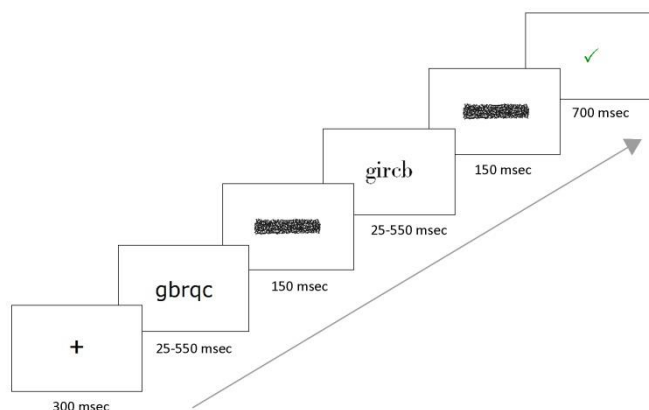 +
300 msec
gbrqc
25-550 msec
150 msec
gircb
25-550 msec
150 msec
✓
700 msec